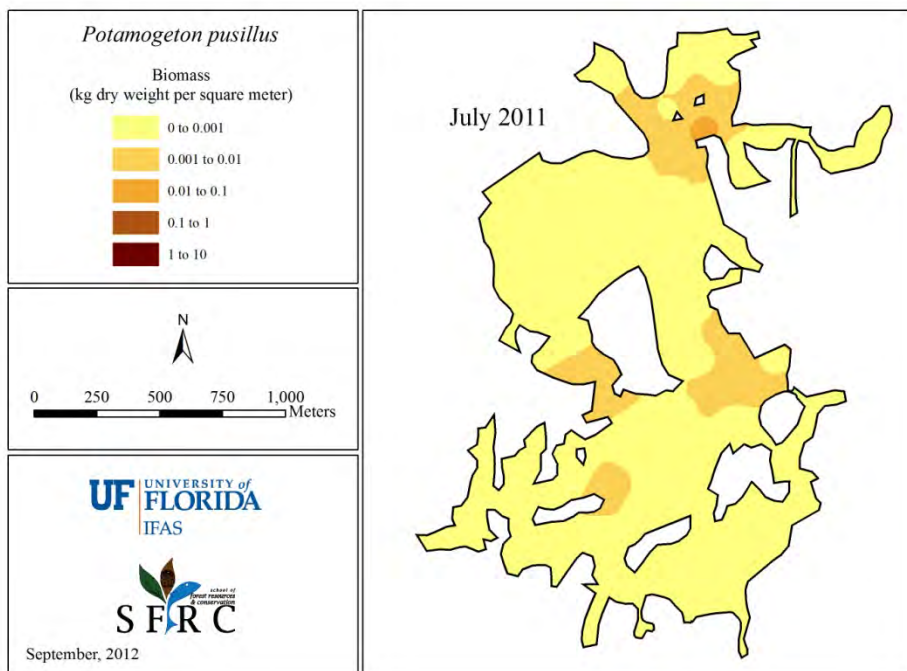 Potamogeton pusillus
Biomass
(kg dry weight per square meter)
0 to 0.001
0.001 to 0.01
0.01 to 0.1
0.1 to 1
1 to 10
N
0 250 500 750 1,000
Meters
UF UNIVERSITY of
FLORIDA
IFAS
school of
forest resources
& conservation
SFRC
September, 2012
July 2011